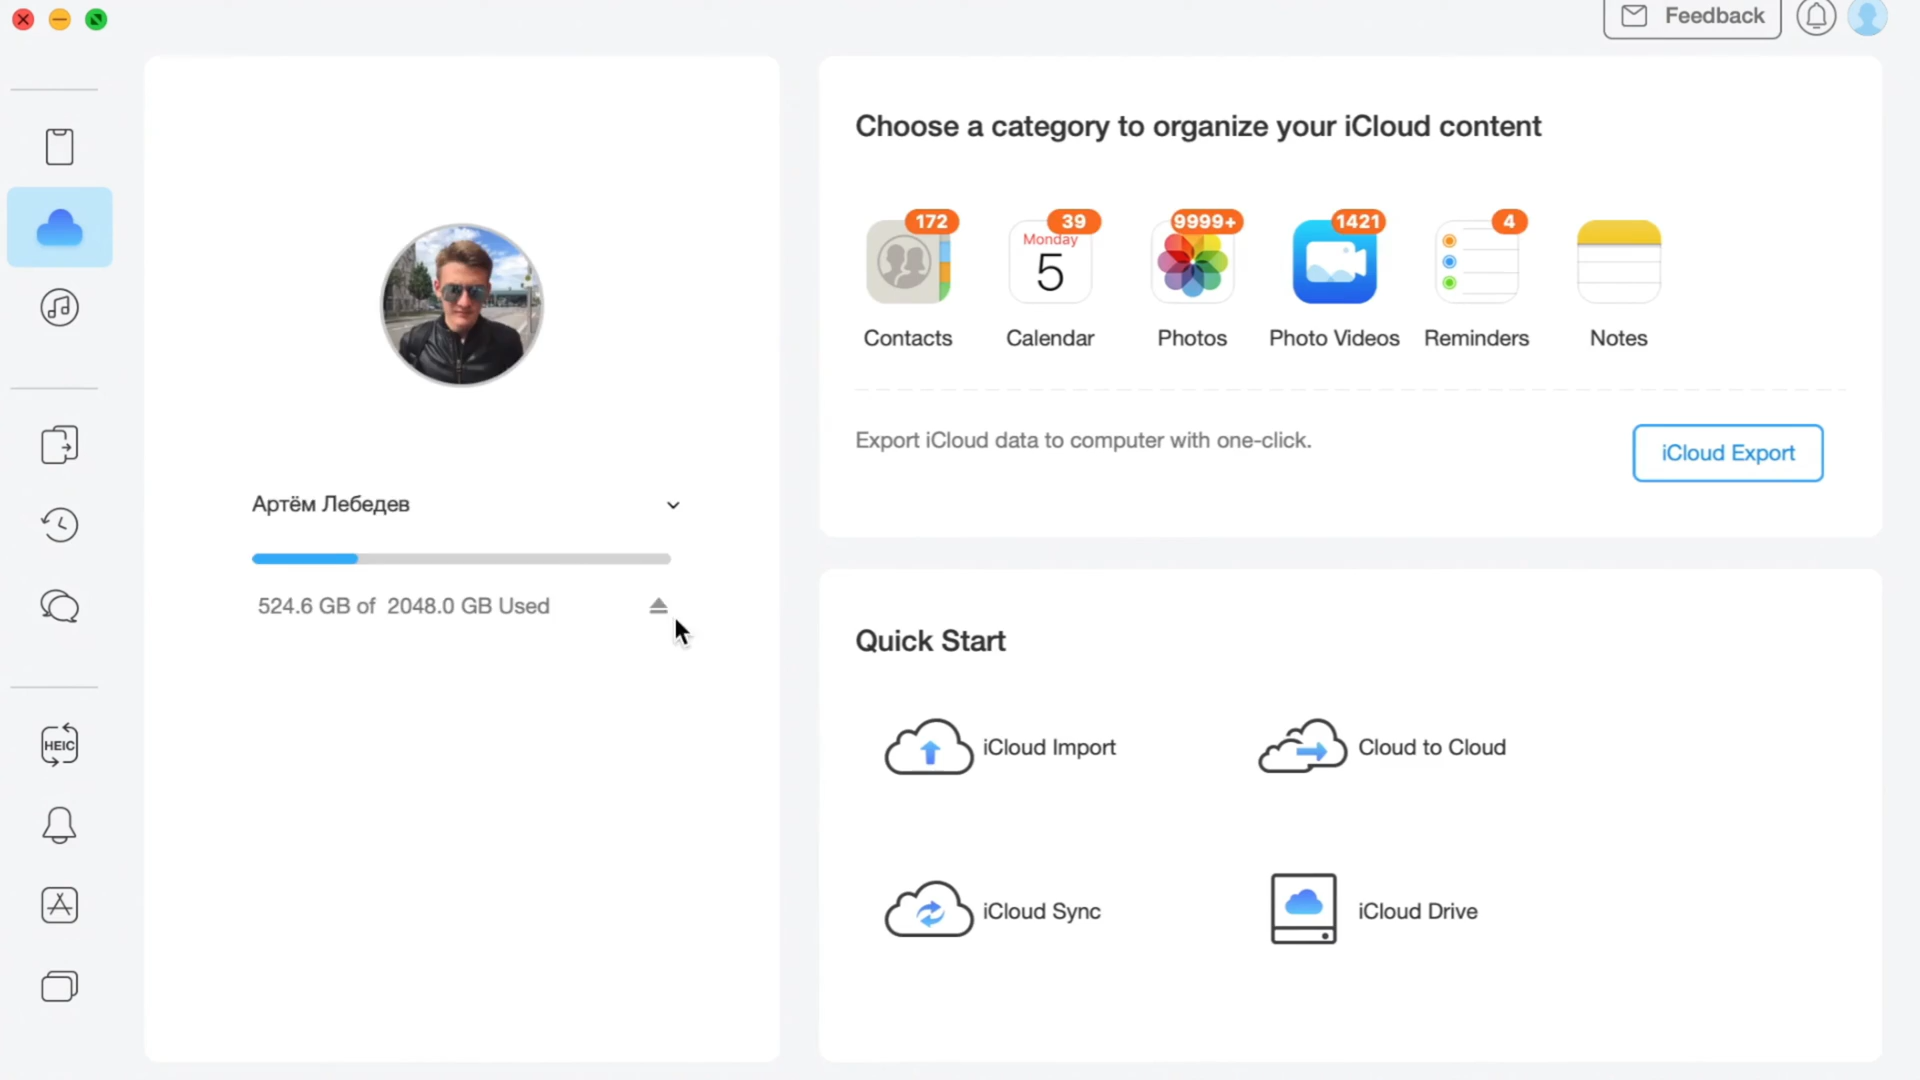 Feedback
Choose a category to organize your iCloud content
172
39
9999+
1421
4
Monday
5
Contacts
Calendar
Photos
Photo Videos
Reminders
Notes
Export iCloud data to computer with one-click.
iCloud Export
Артём Лебедев
524.6 GB of 2048.0 GB Used
Quick Start
iCloud Import
Cloud to Cloud
HEIC
iCloud Sync
iCloud Drive